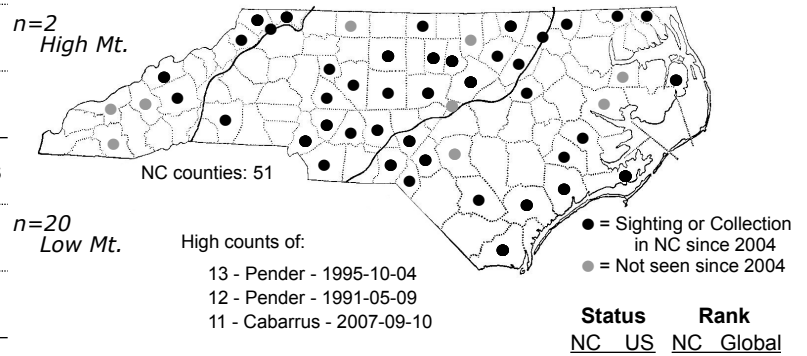 n=2
High Mt.
NC counties: 51
n=20
Low Mt.
High counts of:
13 - Pender - 1995-10-04
12 - Pender - 1991-05-09
11 - Cabarrus - 2007-09-10
● = Sighting or Collection
in NC since 2004
● = Not seen since 2004
Status Rank
NC US NC Global